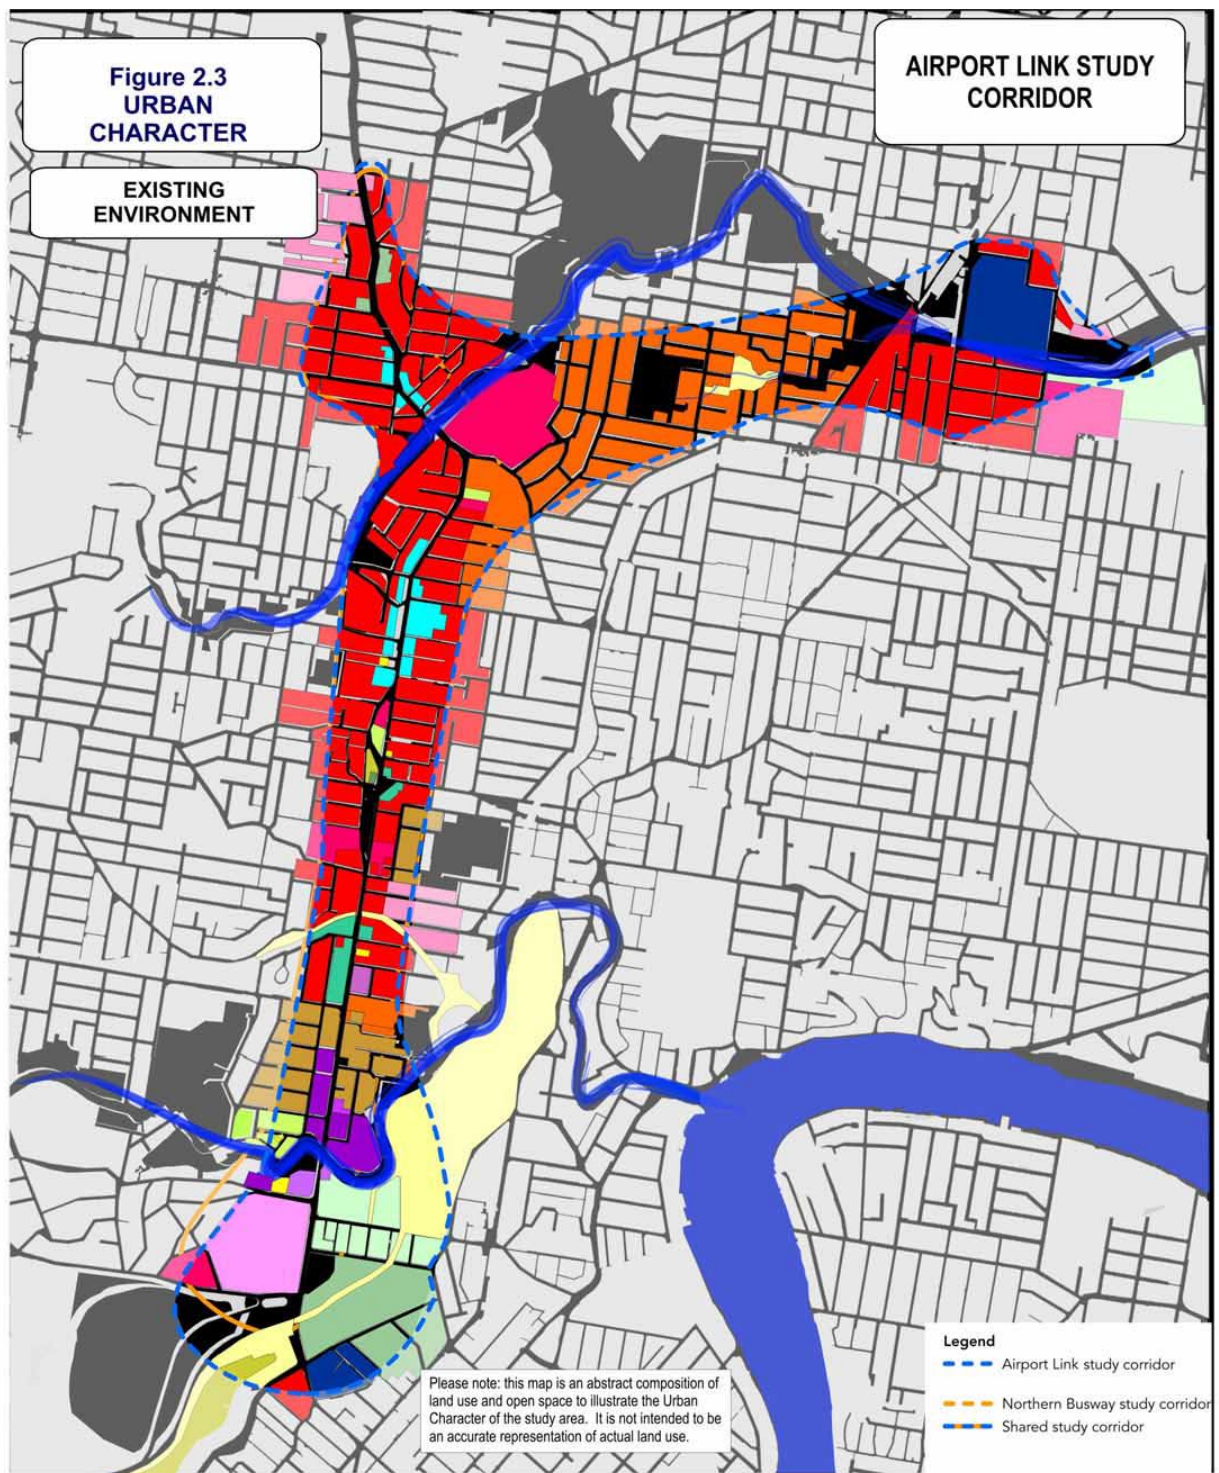 Figure 2.3
URBAN
CHARACTER
AIRPORT LINK STUDY
CORRIDOR
EXISTING
ENVIRONMENT
Please note: this map is an abstract composition of
land use and open space to illustrate the Urban
Character of the study area. It is not intended to be
an accurate representation of actual land use.
Legend
Airport Link study corridor
Northern Busway study corridor
Shared study corridor